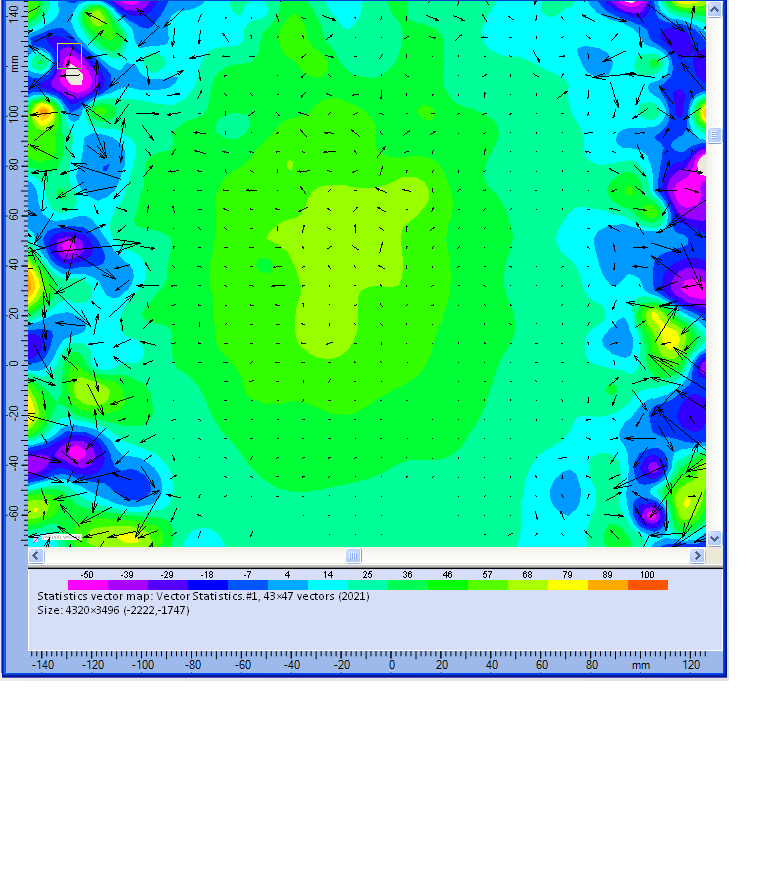 140
mm
100
80
60
40
20
0
-20
-40
-60
-50 -39 -29 -18 -7 4 14 25 36 46 57 68 79 89 100
Statistics vector map: Vector Statistics.#1, 43×47 vectors (2021)
Size: 4320×3496 (-2222,-1747)
-140 -120 -100 -80 -60 -40 -20 0 20 40 60 80 mm 120